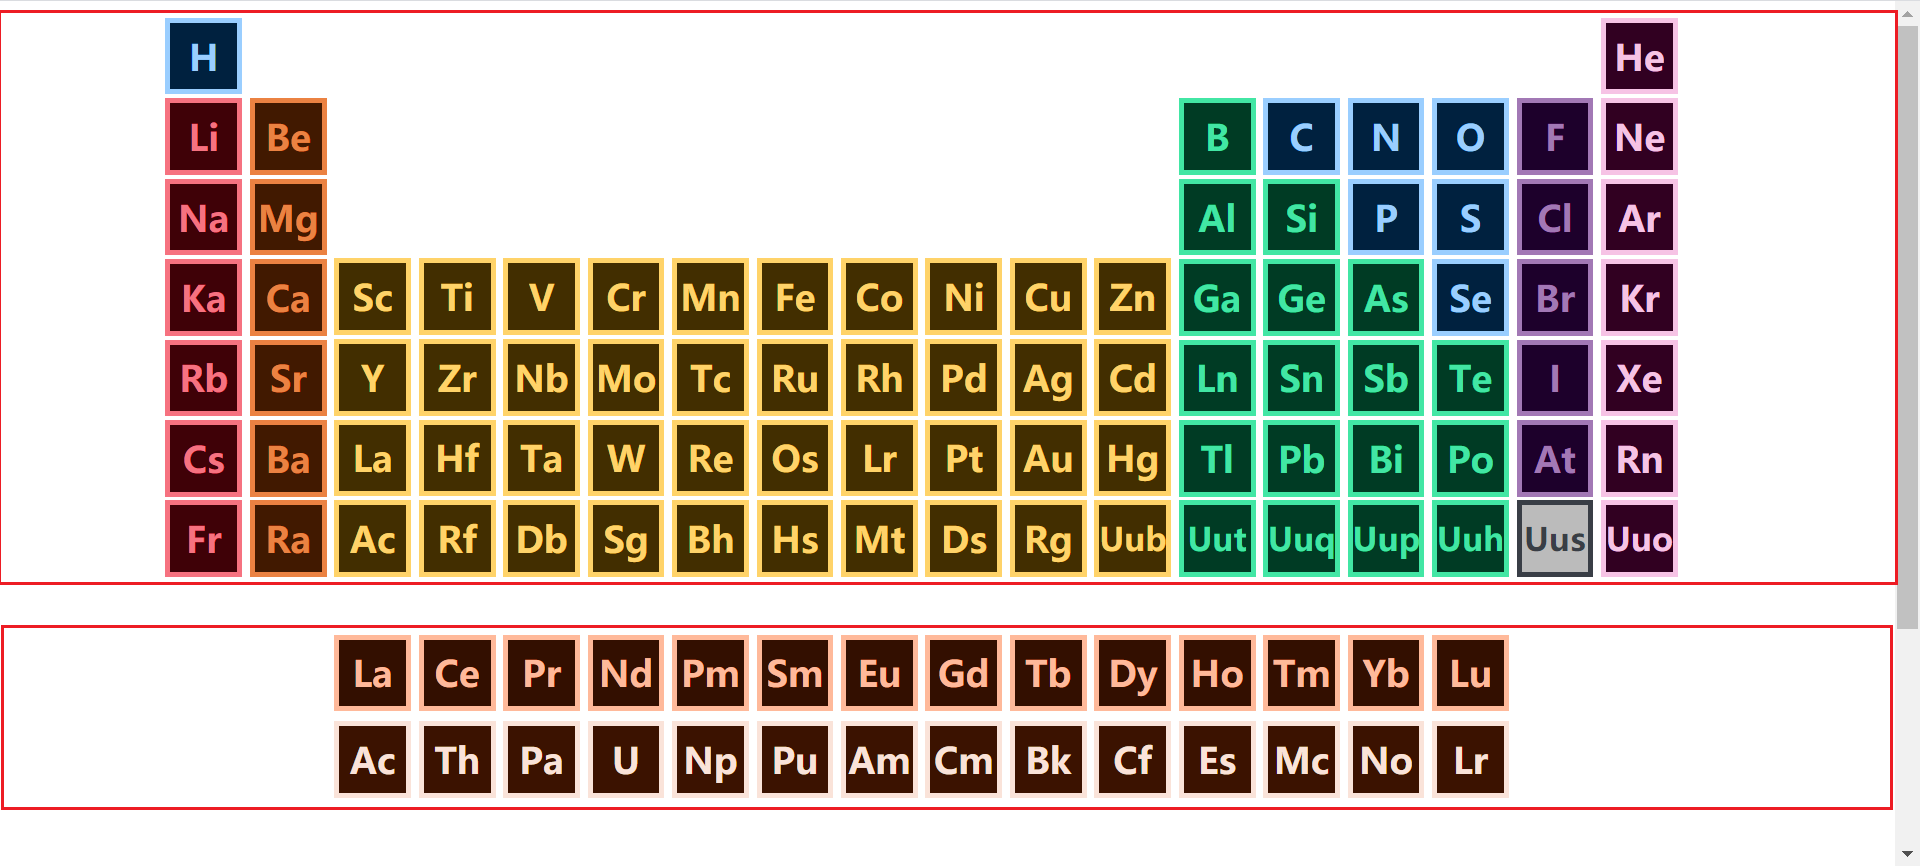 H He
Li Be B C N O F Ne
Na Mg Al Si P S Cl Ar
Ka Ca Sc Ti V Cr Mn Fe Co Ni Cu Zn Ga Ge As Se Br Kr
Rb Sr Y Zr Nb Mo Tc Ru Rh Pd Ag Cd Ln Sn Sb Te I Xe
Cs Ba La Hf Ta W Re Os Lr Pt Au Hg Tl Pb Bi Po At Rn
Fr Ra Ac Rf Db Sg Bh Hs Mt Ds Rg Uub Uut Uuq Uup Uuh Uus Uuo
La Ce Pr Nd Pm Sm Eu Gd Tb Dy Ho Tm Yb Lu
Ac Th Pa U Np Pu Am Cm Bk Cf Es Mc No Lr